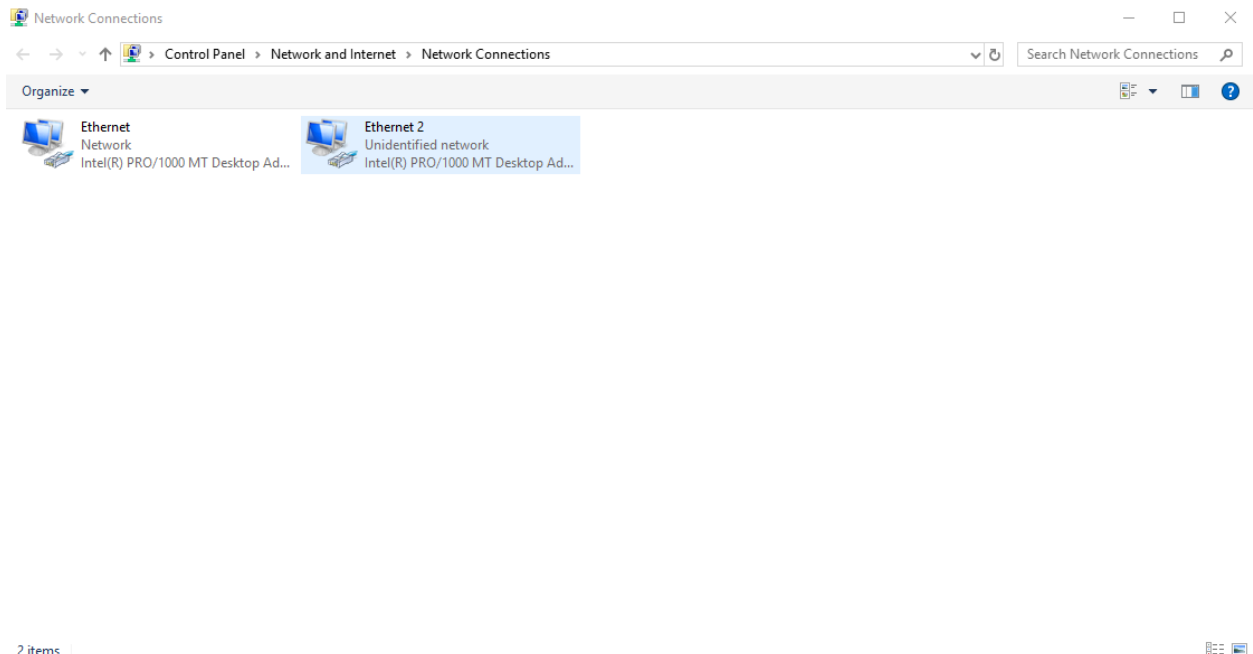 Network Connections
Control Panel > Network and Internet > Network Connections
Search Network Connections
Organize
Ethernet
Network
Intel(R) PRO/1000 MT Desktop Ad...
Ethernet 2
Unidentified network
Intel(R) PRO/1000 MT Desktop Ad...
2 items